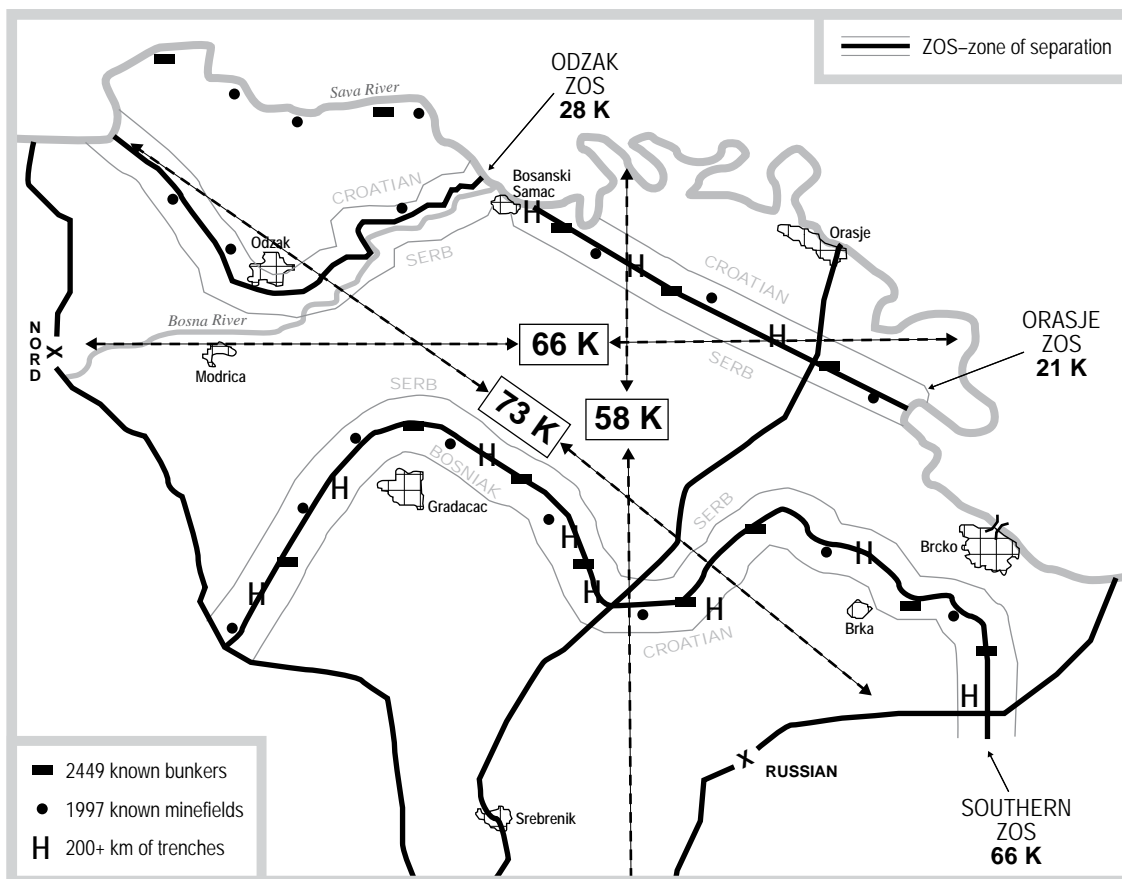 ZOS–zone of separation
ODZAK
ZOS
28 K
Sava River
CROATIAN
Bosanski
Samac
Orasje
Odzak
SERB
CROATIAN
SERB
Bosna River
NORD
X
Modrica
66 K
ORASJE
ZOS
21 K
SERB
73 K
58 K
BOSNIAK
Gradacac
SERB
Brcko
Brka
CROATIAN
H
H
H
H
H
H
H
H
H
H
H
H
X
RUSSIAN
Srebrenik
SOUTHERN
ZOS
66 K
2449 known bunkers
1997 known minefields
H 200+ km of trenches